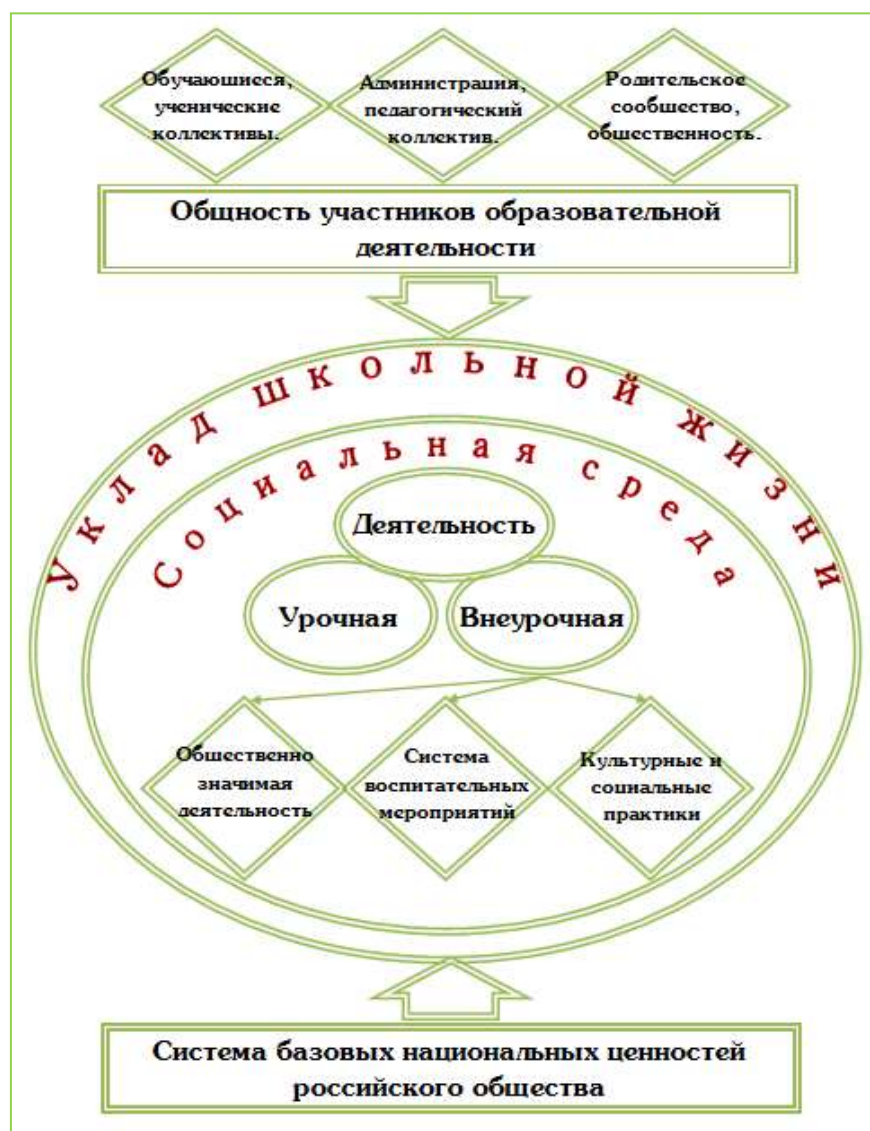 Обучающиеся,
ученические
коллективы.
Администрация,
педагогический
коллектив.
Родительское
сообщество,
общественность.
Общность участников образовательной
деятельности
Уклад школьной жизни
Социальная среда
Деятельность
Урочная
Внеурочная
Общественно
значимая
деятельность
Система
воспитательных
мероприятий
Культурные и
социальные
практики
Система базовых национальных ценностей
российского общества